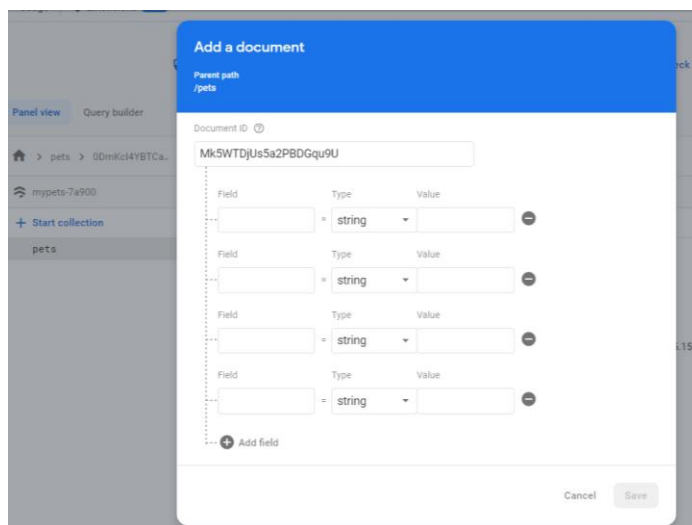 Add a document
Parent path
/pets
Panel view Query builder
Document ID
pets > 0DmKcI4YBTCa..
Mk5WTDjUs5a2PBDGqu9U
mypets-7a900
Field Type Value
= string
+ Start collection
pets
Field Type Value
= string
Field Type Value
= string
Field Type Value
= string
Add field
Cancel Save